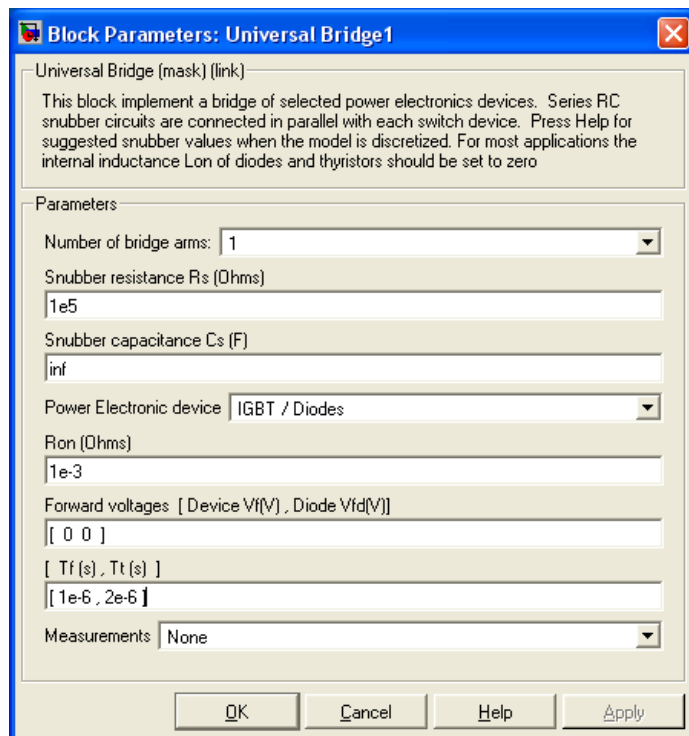 Block Parameters: Universal Bridge1
Universal Bridge (mask) (link)
This block implement a bridge of selected power electronics devices. Series RC
snubber circuits are connected in parallel with each switch device. Press Help for
suggested snubber values when the model is discretized. For most applications the
internal inductance Lon of diodes and thyristors should be set to zero
Parameters
Number of bridge arms: 1
Snubber resistance Rs (Ohms)
1e5
Snubber capacitance Cs (F)
inf
Power Electronic device IGBT / Diodes
Ron (Ohms)
1e-3
Forward voltages [ Device Vf(V) , Diode Vfd(V)]
[ 0 0 ]
[ Tf (s) , Tt (s) ]
[ 1e-6 , 2e-6 ]
Measurements None
OK Cancel Help Apply